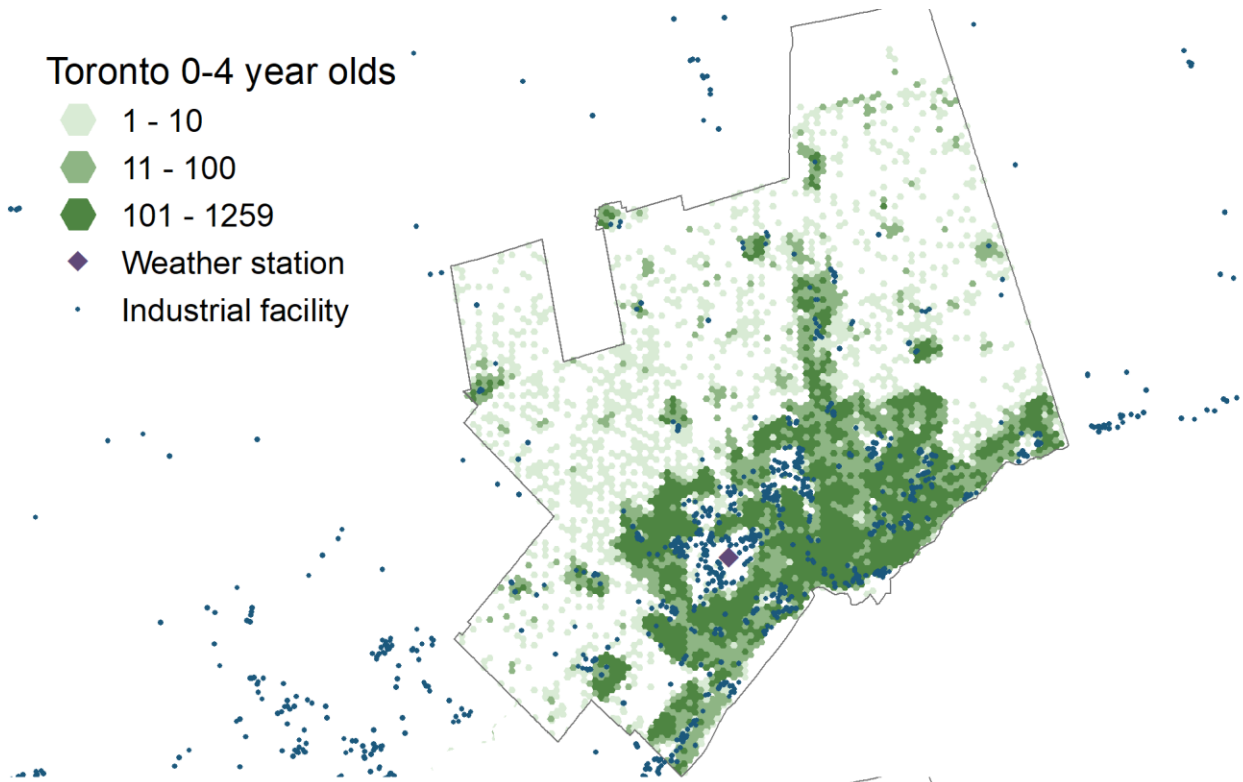 Toronto 0-4 year olds
1 - 10
11 - 100
101 - 1259
Weather station
Industrial facility